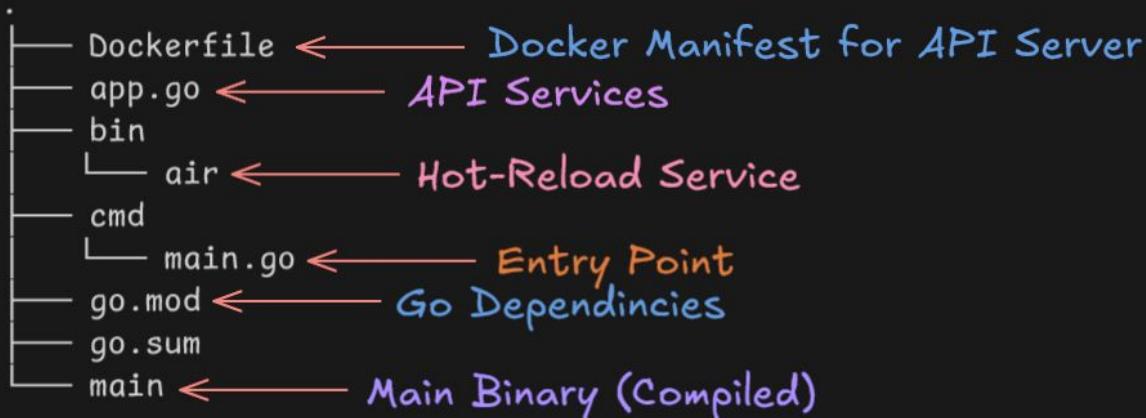 .
├── Dockerfile Docker Manifest for API Server
├── app.go API Services
├── bin
│   └── air Hot-Reload Service
├── cmd
│   └── main.go Entry Point
├── go.mod Go Dependincies
├── go.sum
└── main Main Binary (Compiled)